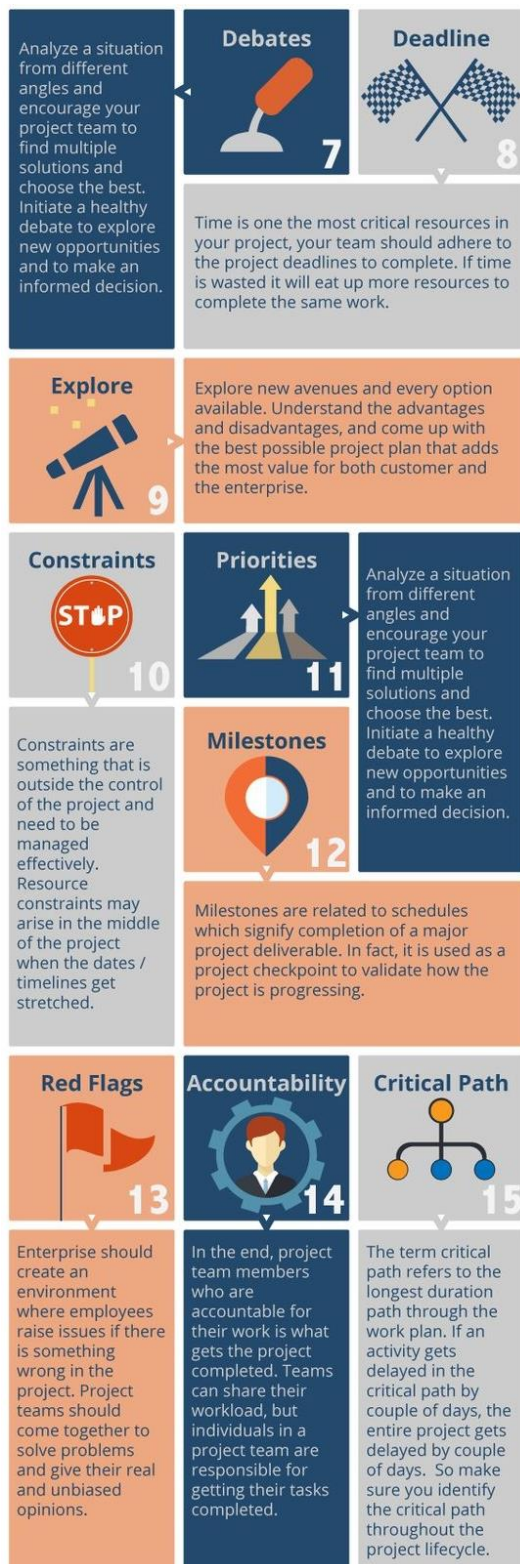 Debates
7
Analyze a situation
from different
angles and
encourage your
project team to
find multiple
solutions and
choose the best.
Initiate a healthy
debate to explore
new opportunities
and to make an
informed decision.
Deadline
8
Time is one the most critical resources in
your project, your team should adhere to
the project deadlines to complete. If time
is wasted it will eat up more resources to
complete the same work.
Explore
9
Explore new avenues and every option
available. Understand the advantages
and disadvantages, and come up with
the best possible project plan that adds
the most value for both customer and
the enterprise.
Constraints
STOP
10
Constraints are
something that is
outside the control
of the project and
need to be
managed
effectively.
Resource
constraints may
arise in the middle
of the project
when the dates /
timelines get
stretched.
Priorities
11
Analyze a situation
from different
angles and
encourage your
project team to
find multiple
solutions and
choose the best.
Initiate a healthy
debate to explore
new opportunities
and to make an
informed decision.
Milestones
12
Milestones are related to schedules
which signify completion of a major
project deliverable. In fact, it is used as a
project checkpoint to validate how the
project is progressing.
Red Flags
13
Enterprise should
create an
environment
where employees
raise issues if there
is something
wrong in the
project. Project
teams should
come together to
solve problems
and give their real
and unbiased
opinions.
Accountability
14
In the end, project
team members
who are
accountable for
their work is what
gets the project
completed. Teams
can share their
workload, but
individuals in a
project team are
responsible for
getting their tasks
completed.
Critical Path
15
The term critical
path refers to the
longest duration
path through the
work plan. If an
activity gets
delayed in the
critical path by
couple of days, the
entire project gets
delayed by couple
of days. So make
sure you identify
the critical path
throughout the
project lifecycle.